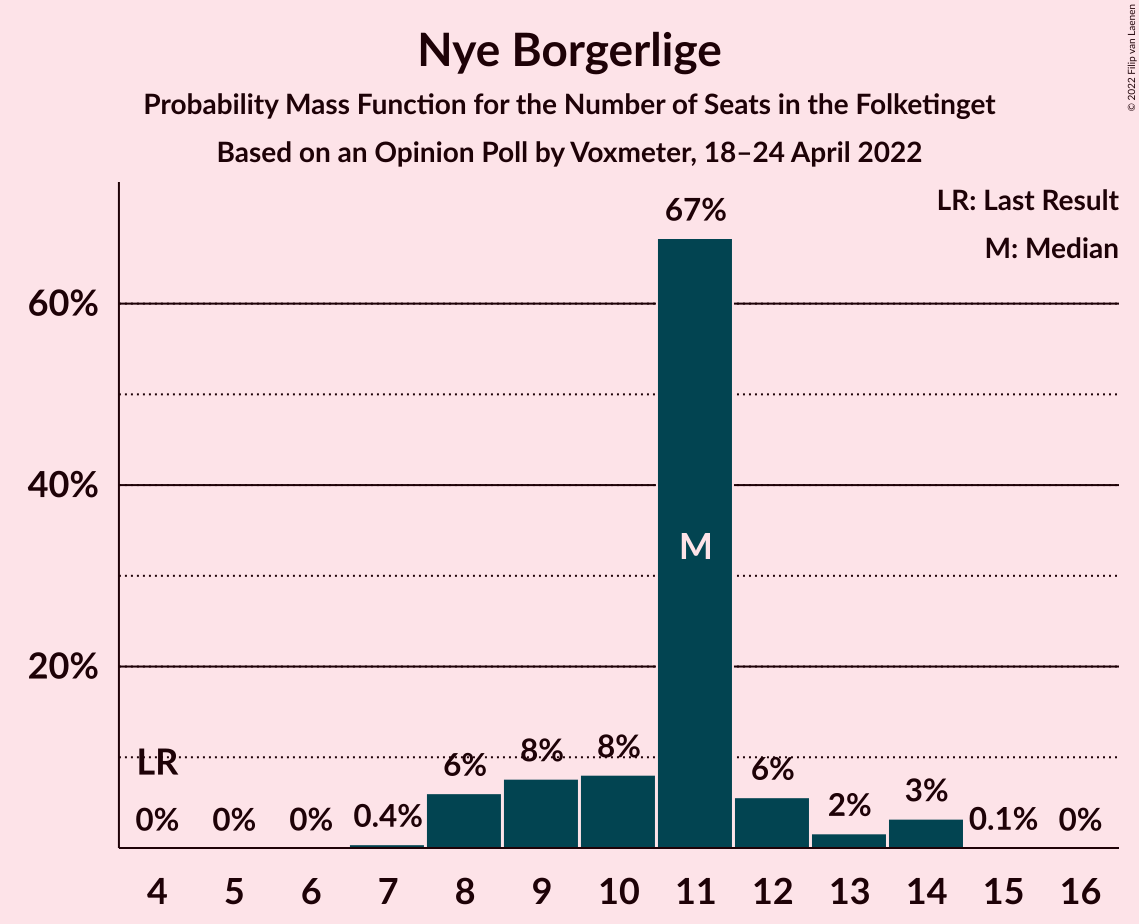 Nye Borgerlige
Probability Mass Function for the Number of Seats in the Folketinget
Based on an Opinion Poll by Voxmeter, 18–24 April 2022
© 2022 Filip van Laenen
LR: Last Result
M: Median
67%
60%
40%
20%
M
LR
0%
0%
0%
0.4%
6%
8%
8%
6%
2%
3%
0.1%
0%
4 5 6 7 8 9 10 11 12 13 14 15 16